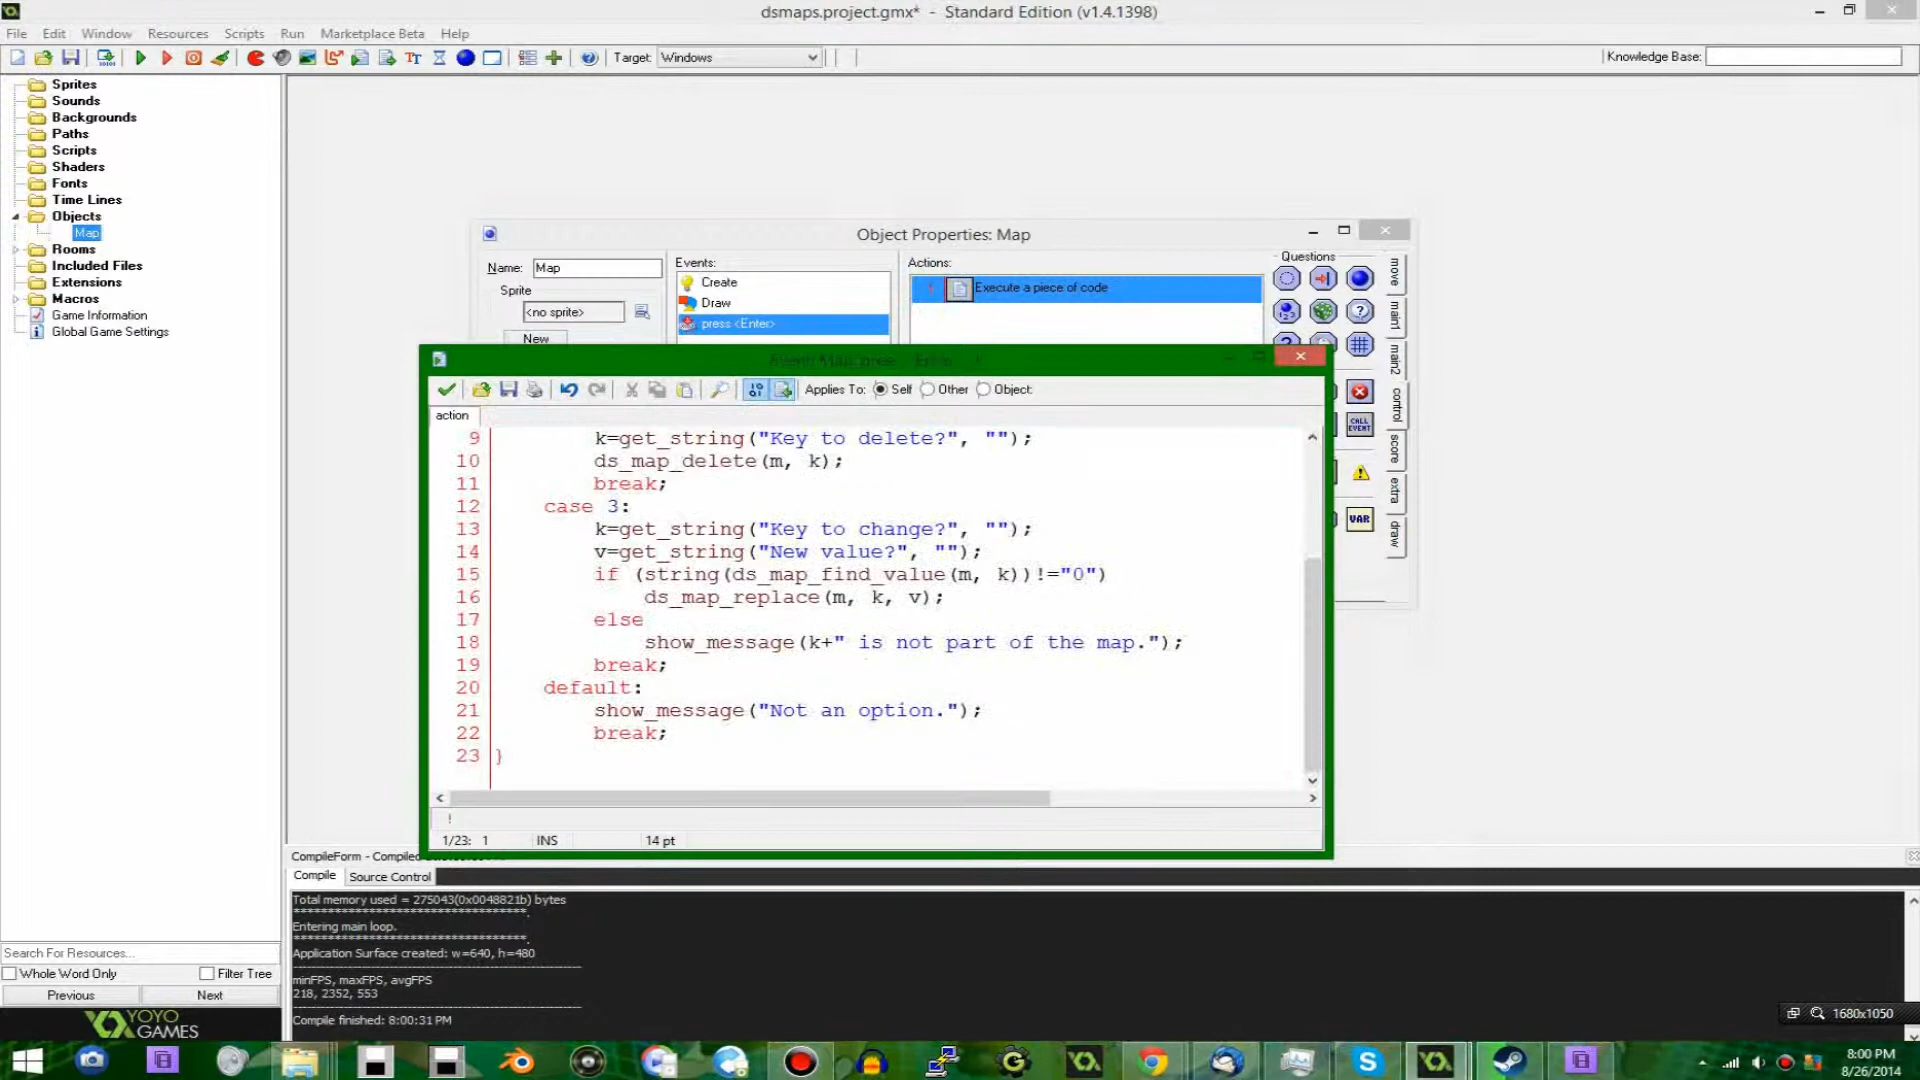 dsmaps.project.gmx* - Standard Edition (v1.4.1398)
File Edit Window Resources Scripts Run Marketplace Beta Help
Target: Windows
Knowledge Base:
Sprites
Sounds
Backgrounds
Paths
Scripts
Shaders
Fonts
Time Lines
Objects
Map
Rooms
Included Files
Extensions
Macros
Game Information
Global Game Settings
Object Properties: Map
Name: Map
Sprite
<no sprite>
New
Events:
Create
Draw
press <Enter>
Actions:
Execute a piece of code
Questions
move
main1
main2
control
score
extra
draw
CALL EVENT
VAR
Applies To: Self Other Object:
action
9 k=get_string("Key to delete?", "");
10 ds_map_delete(m, k);
11 break;
12 case 3:
13 k=get_string("Key to change?", "");
14 v=get_string("New value?", "");
15 if (string(ds_map_find_value(m, k))!="0")
16 ds_map_replace(m, k, v);
17 else
18 show_message(k+" is not part of the map.");
19 break;
20 default:
21 show_message("Not an option.");
22 break;
23 }
1/23: 1 INS 14 pt
CompileForm - Compiled
Compile Source Control
Total memory used = 275043(0x0048821b) bytes
**********************************.
Entering main loop.
**********************************.
Application Surface created: w=640, h=480
minFPS, maxFPS, avgFPS
218, 2352, 553
Compile finished: 8:00:31 PM
Search For Resources...
Whole Word Only Filter Tree
Previous Next
YOYO GAMES
1680x1050
8:00 PM
8/26/2014